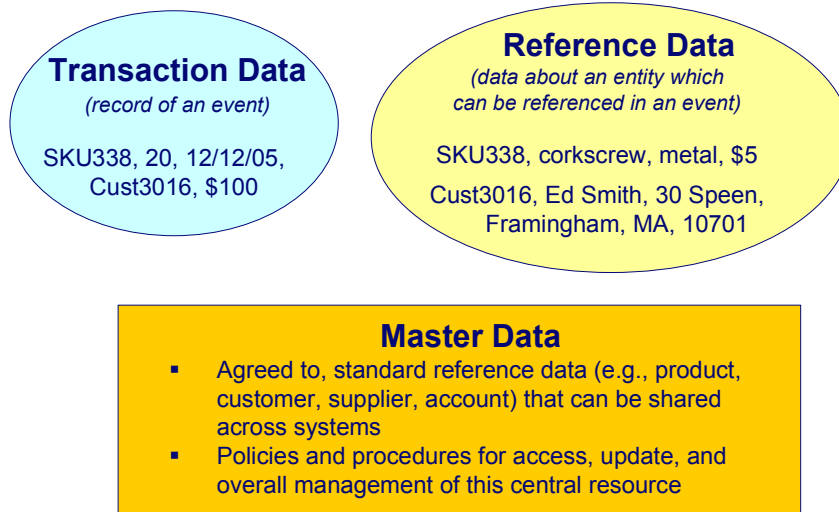 Transaction Data
(record of an event)
SKU338, 20, 12/12/05,
Cust3016, $100
Reference Data
(data about an entity which
can be referenced in an event)
SKU338, corkscrew, metal, $5
Cust3016, Ed Smith, 30 Speen,
Framingham, MA, 10701
Master Data
▪ Agreed to, standard reference data (e.g., product,
customer, supplier, account) that can be shared
across systems
▪ Policies and procedures for access, update, and
overall management of this central resource